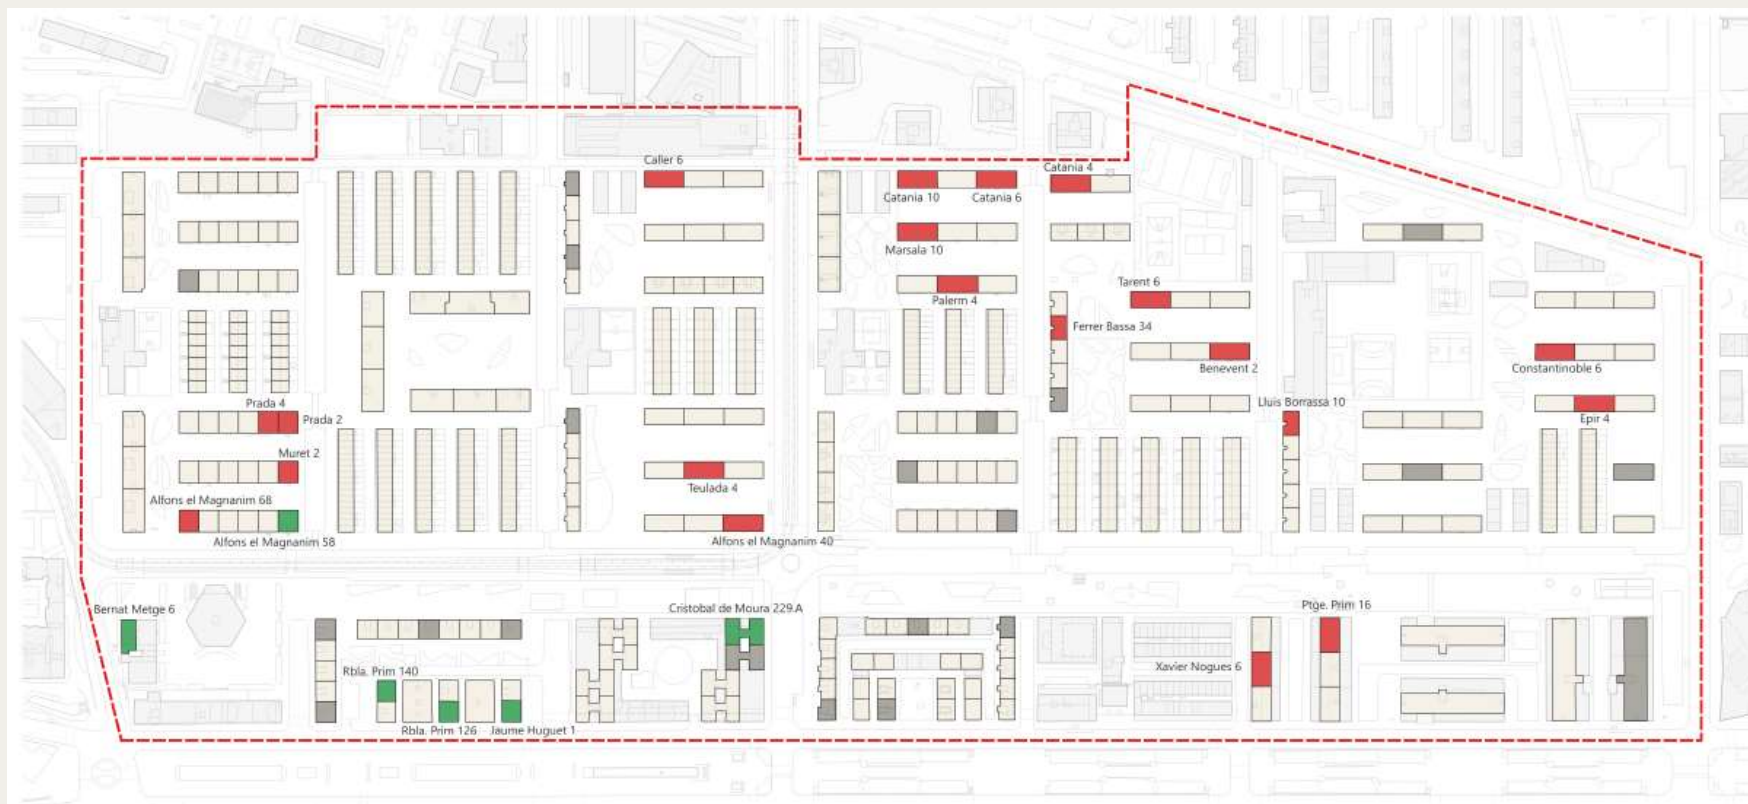 Caller 6
Catania 4
Catania 10
Catania 6
Marsala 10
Tarent 6
Palerm 4
Ferrer Bassa 34
Benevent 2
Constantinoble 6
Prada 4
Prada 2
Lluis Borrassa 10
Epir 4
Muret 2
Teulada 4
Alfons el Magnanim 68
Alfons el Magnanim 58
Alfons el Magnanim 40
Bernat Metge 6
Cristobal de Moura 229.A
Ptge. Prim 16
Xavier Nogues 6
Rbla. Prim 140
Rbla. Prim 126
Jaume Huguet 1